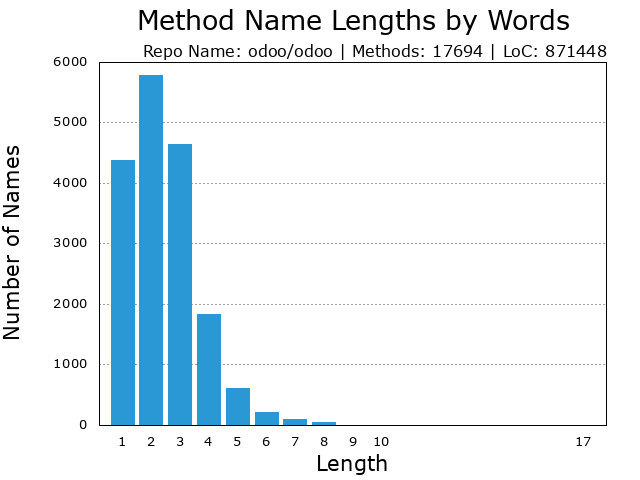 Method Name Lengths by Words
Repo Name: odoo/odoo | Methods: 17694 | LoC: 871448
Number of Names
6000
5000
4000
3000
2000
1000
0
1 2 3 4 5 6 7 8 9 10 17
Length